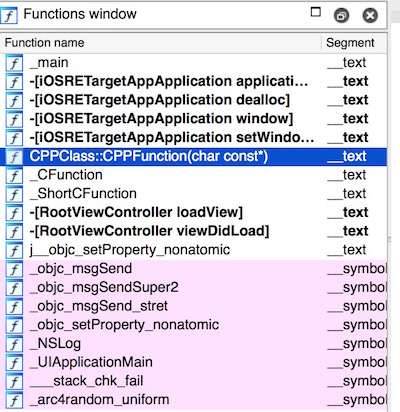 Functions window
Function name Segment
_main __text
-[iOSRETargetAppApplication applicati... __text
-[iOSRETargetAppApplication dealloc] __text
-[iOSRETargetAppApplication window] __text
-[iOSRETargetAppApplication setWindo... __text
CPPClass::CPPFunction(char const*) __text
_CFunction __text
_ShortCFunction __text
-[RootViewController loadView] __text
-[RootViewController viewDidLoad] __text
j__objc_setProperty_nonatomic __text
_objc_msgSend __symbol
_objc_msgSendSuper2 __symbol
_objc_msgSend_stret __symbol
_objc_setProperty_nonatomic __symbol
_NSLog __symbol
_UIApplicationMain __symbol
___stack_chk_fail __symbol
_arc4random_uniform __symbol